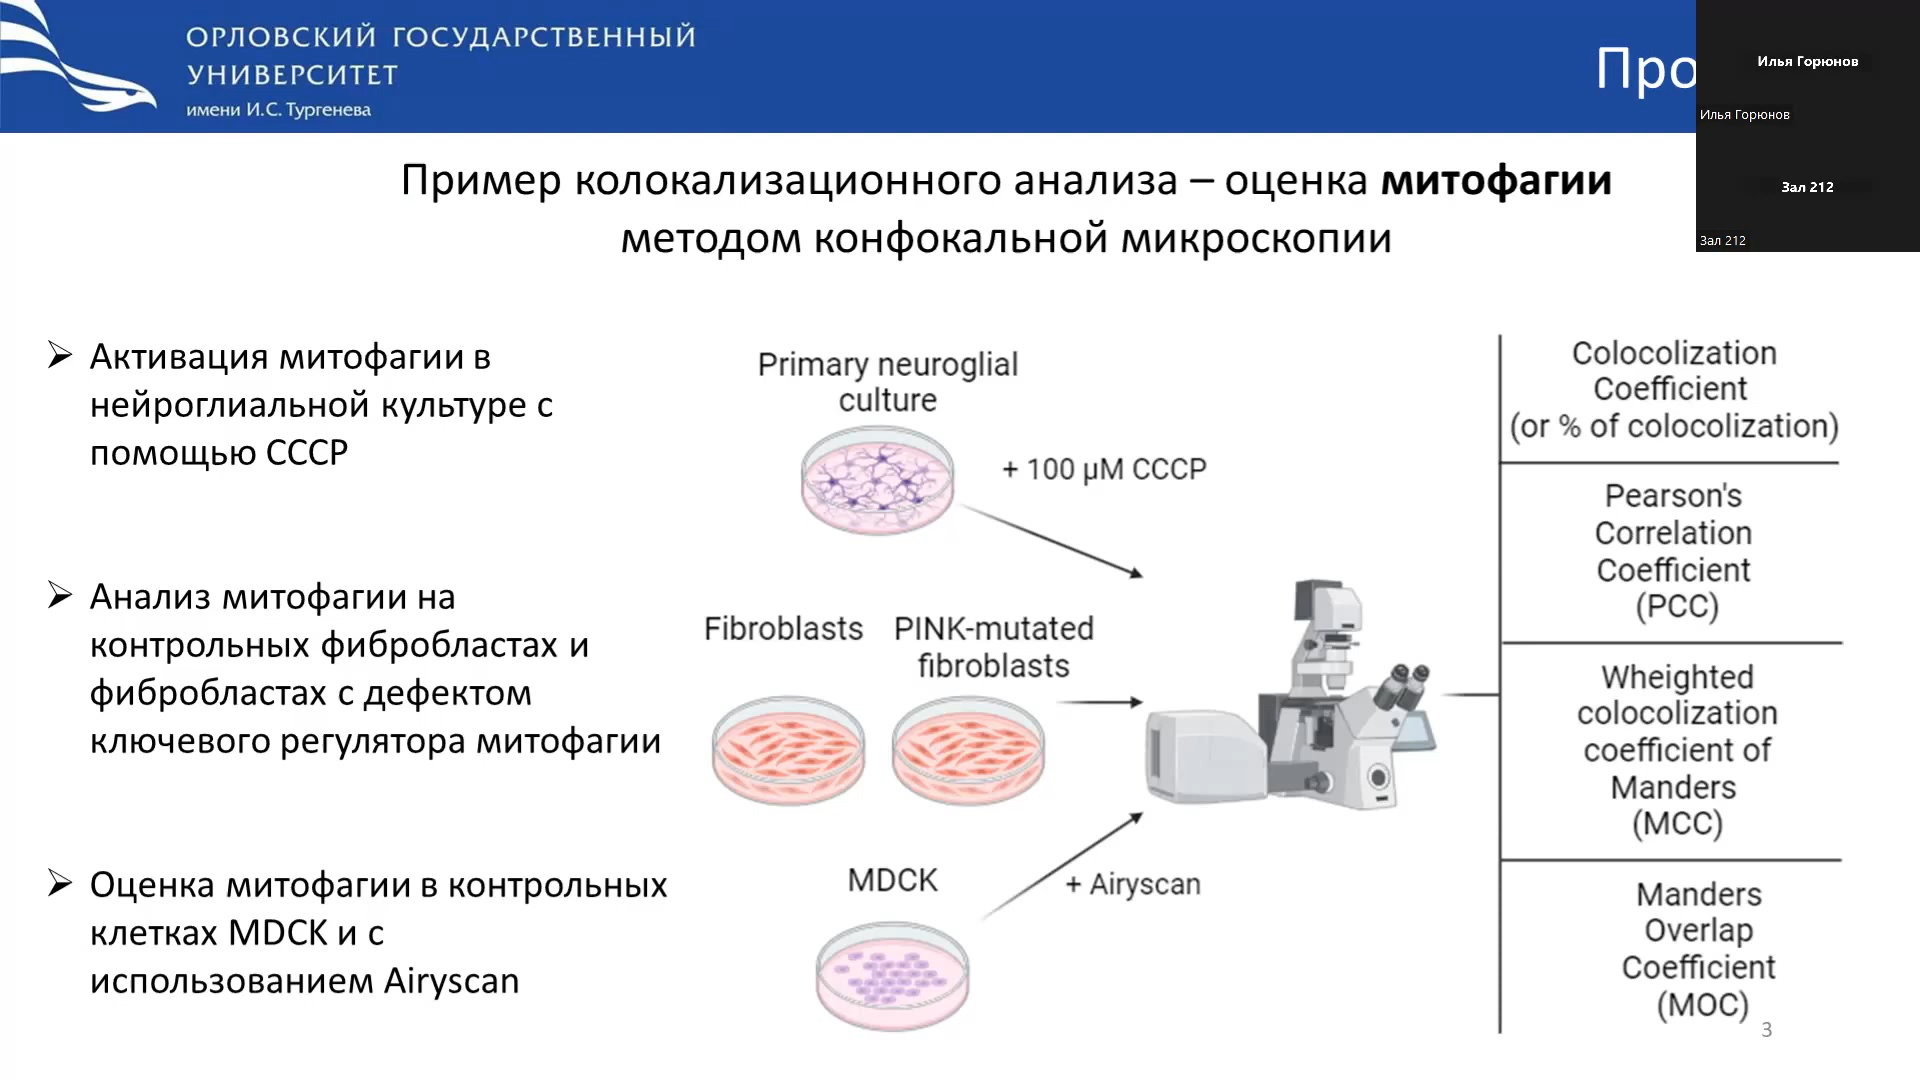 ОРЛОВСКИЙ ГОСУДАРСТВЕННЫЙ
УНИВЕРСИТЕТ
имени И.С. Тургенева
Илья Горюнов
Илья Горюнов
Зал 212
Зал 212
Пример колокализационного анализа – оценка митофагии
методом конфокальной микроскопии
Активация митофагии в
нейроглиальной культуре с
помощью CCCP
Анализ митофагии на
контрольных фибробластах и
фибробластах с дефектом
ключевого регулятора митофагии
Оценка митофагии в контрольных
клетках MDCK и с
использованием Airyscan
Primary neuroglial
culture
+ 100 μM CCCP
Fibroblasts
PINK-mutated
fibroblasts
MDCK
+ Airyscan
Colocolization
Coefficient
(or % of colocolization)
Pearson's
Correlation
Coefficient
(PCC)
Wheighted
colocolization
coefficient of
Manders
(MCC)
Manders
Overlap
Coefficient
(MOC)
3